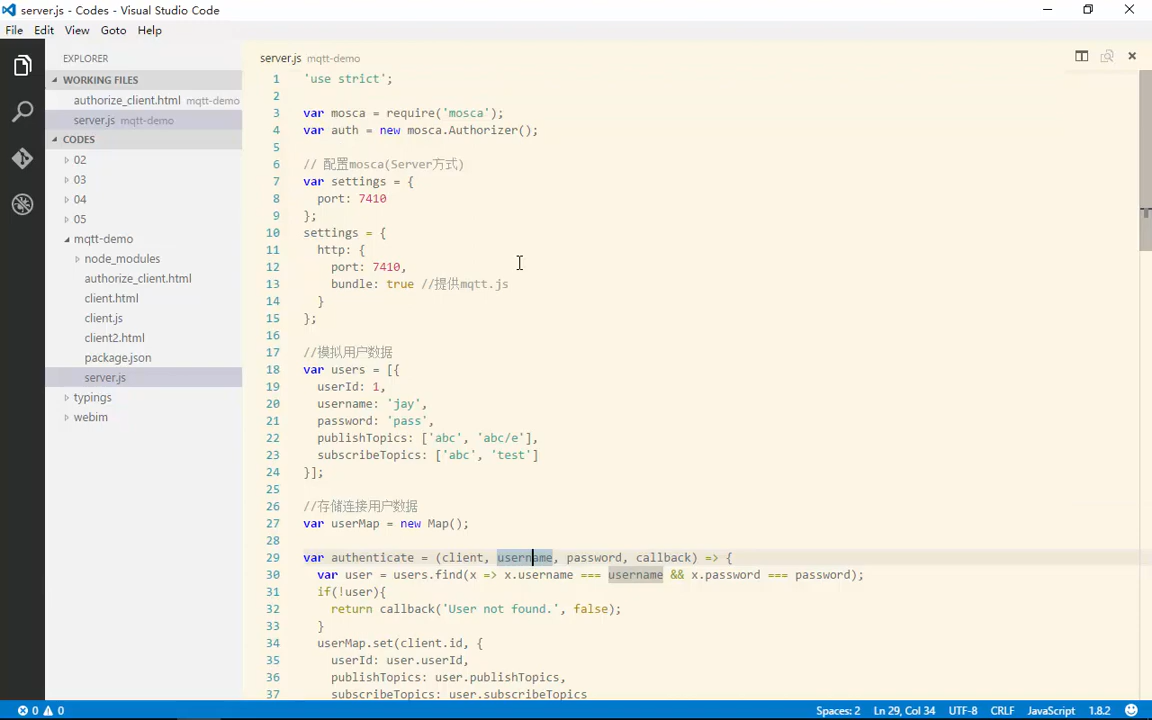 server.js - Codes - Visual Studio Code
File Edit View Goto Help
EXPLORER
WORKING FILES
authorize_client.html mqtt-demo
server.js mqtt-demo
CODES
02
03
04
05
mqtt-demo
node_modules
authorize_client.html
client.html
client.js
client2.html
package.json
server.js
typings
webim
server.js mqtt-demo
1 'use strict';
2
3 var mosca = require('mosca');
4 var auth = new mosca.Authorizer();
5
6 // 配置mosca(Server方式)
7 var settings = {
8 port: 7410
9 };
10 settings = {
11 http: {
12 port: 7410,
13 bundle: true //提供mqtt.js
14 }
15 };
16
17 //模拟用户数据
18 var users = [{
19 userId: 1,
20 username: 'jay',
21 password: 'pass',
22 publishTopics: ['abc', 'abc/e'],
23 subscribeTopics: ['abc', 'test']
24 }];
25
26 //存储连接用户数据
27 var userMap = new Map();
28
29 var authenticate = (client, username, password, callback) => {
30 var user = users.find(x => x.username === username && x.password === password);
31 if(!user){
32 return callback('User not found.', false);
33 }
34 userMap.set(client.id, {
35 userId: user.userId,
36 publishTopics: user.publishTopics,
37 subscribeTopics: user.subscribeTopics
0 0 Spaces: 2 Ln 29, Col 34 UTF-8 CRLF JavaScript 1.8.2